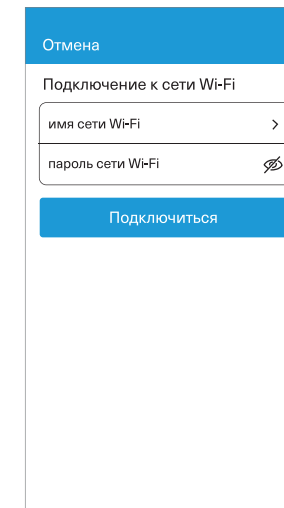 Отмена
Подключение к сети Wi-Fi
имя сети Wi-Fi
пароль сети Wi-Fi
Подключиться